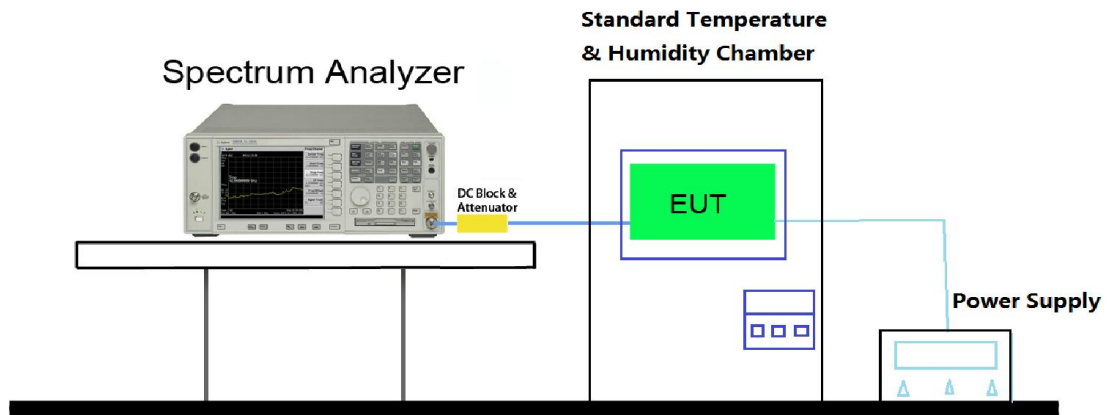 Standard Temperature
& Humidity Chamber
Spectrum Analyzer
DC Block &
Attenuator
EUT
Power Supply